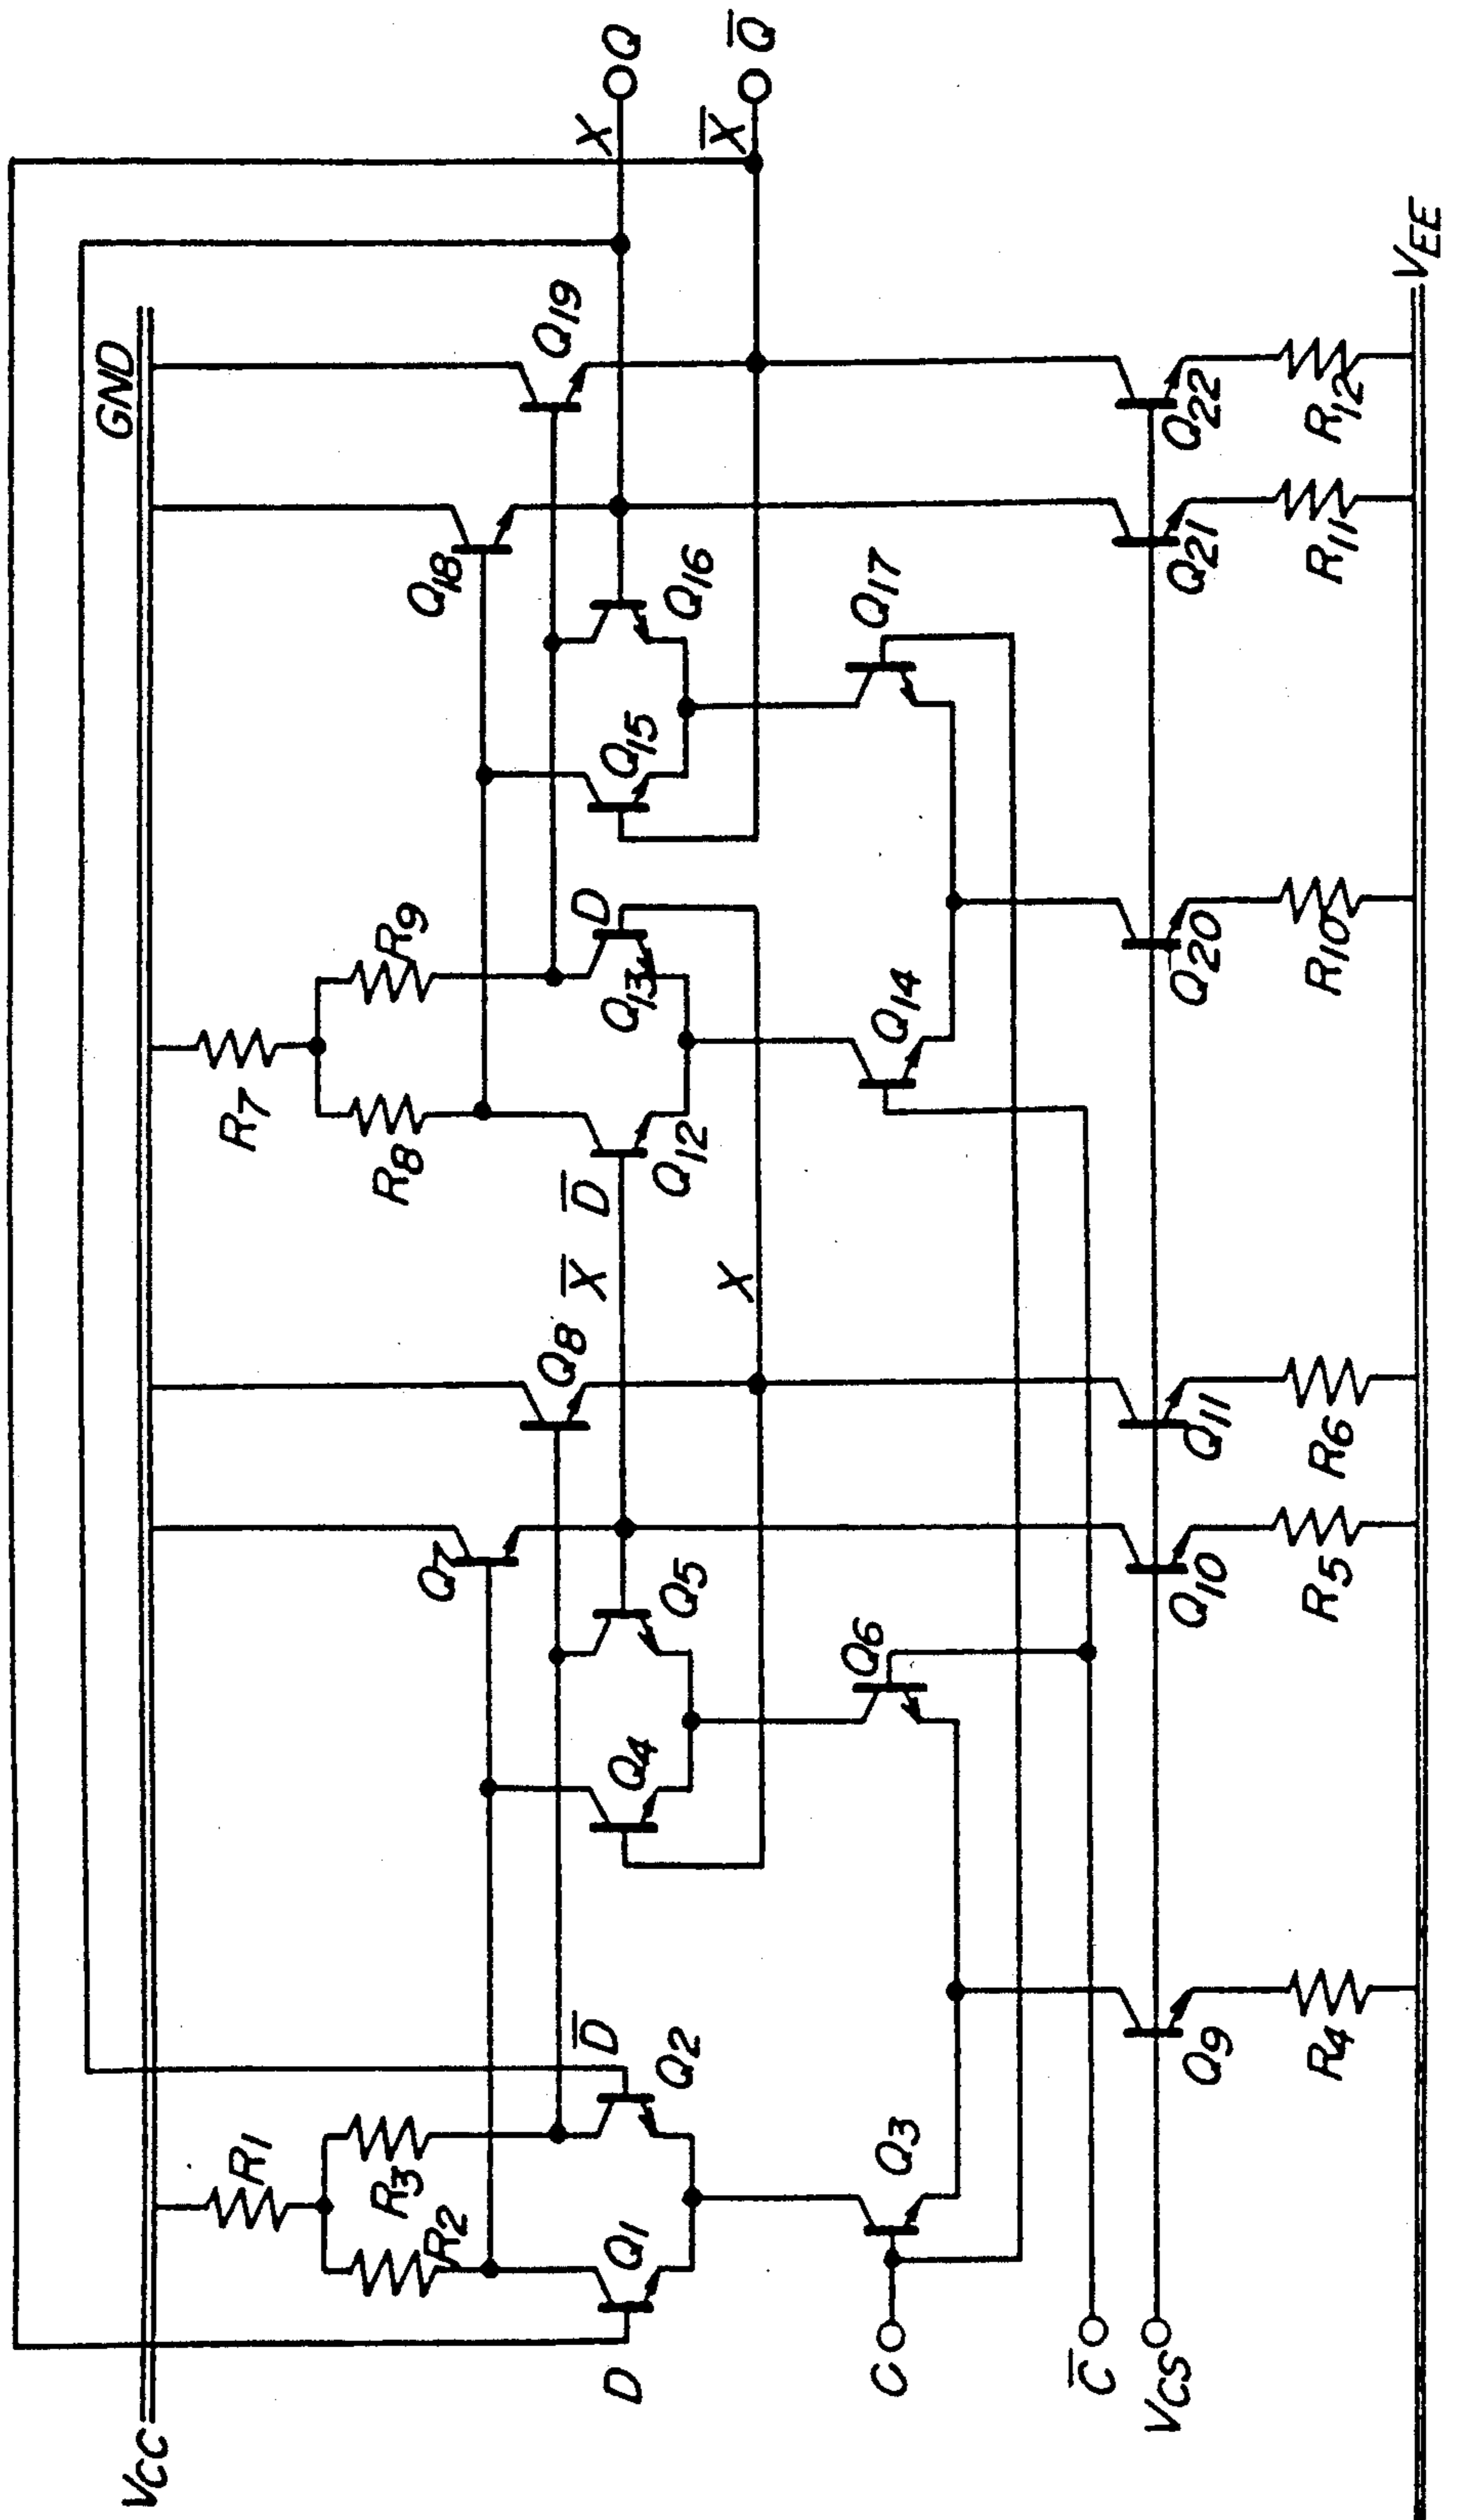 VCC
GND
R1
R3
R2
R7
R9
R8
Q7
Q8
Q18
Q19
D
Q1
D̅
Q2
Q4
Q5
X̅
D̅
Q12
D
Q13
Q15
Q16
X
Q
X
X̅
Q̅
C
Q3
Q6
Q14
Q17
C̅
VCS
Q9
Q10
Q11
Q20
Q21
Q22
R4
R5
R6
R10
R11
R12
VEE